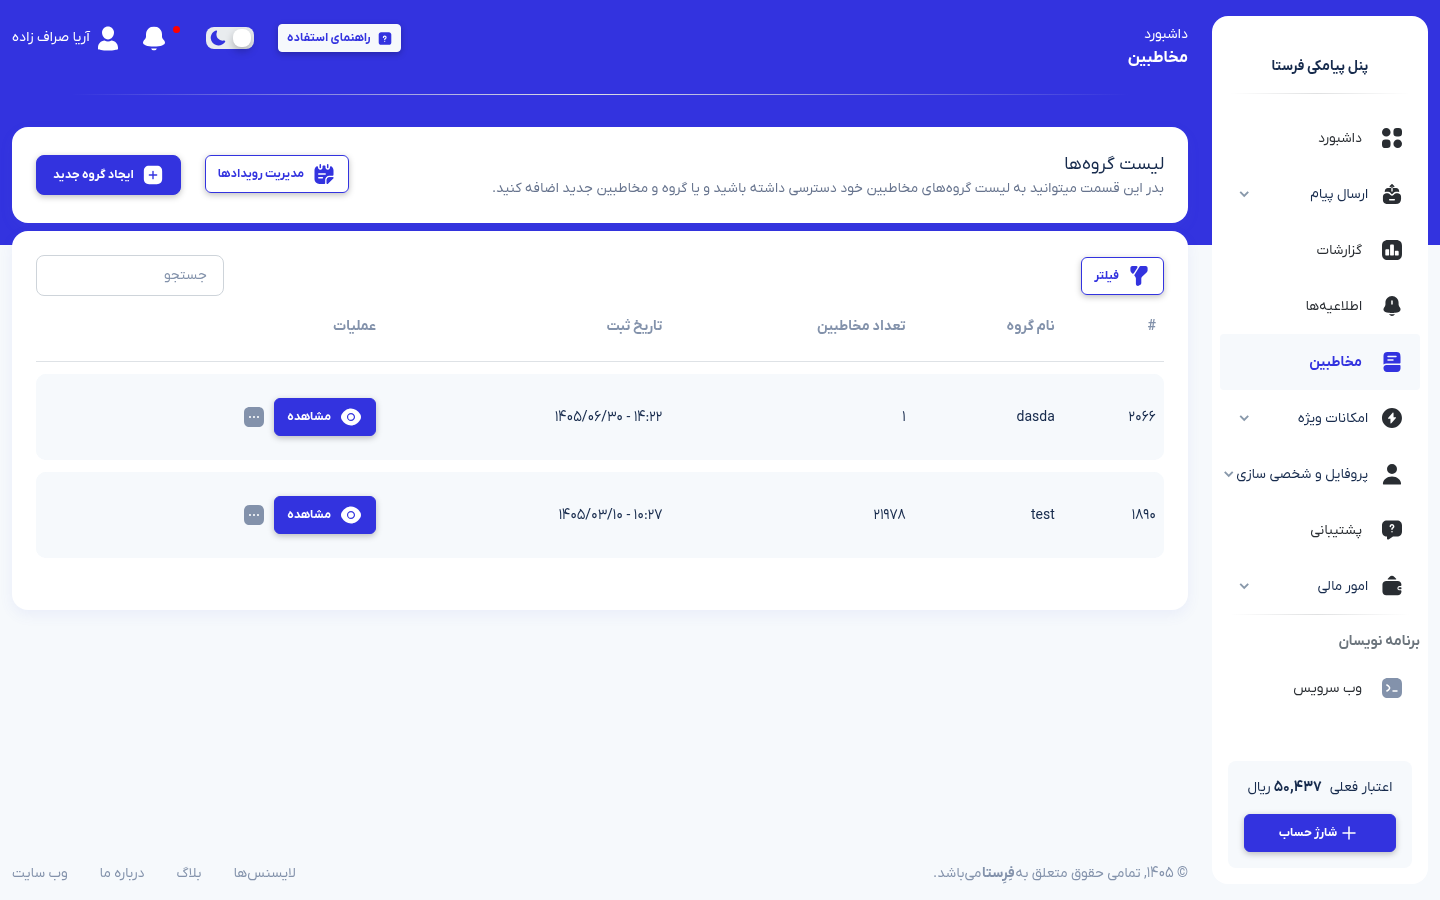 پنل پیامکی فرستا
داشبورد
ارسال پیام
گزارشات
اطلاعیه‌ها
مخاطبین
امکانات ویژه
پروفایل و شخصی سازی
پشتیبانی
امور مالی
برنامه نویسان
وب سرویس
اعتبار فعلی ۵۰,۴۳۷ ریال
شارژ حساب
داشبورد
مخاطبین
راهنمای استفاده
آریا صراف زاده
لیست گروه‌ها
بدر این قسمت میتوانید به لیست گروه‌های مخاطبین خود دسترسی داشته باشید و یا گروه و مخاطبین جدید اضافه کنید.
مدیریت رویدادها
ایجاد گروه جدید
فیلتر
جستجو
# نام گروه تعداد مخاطبین تاریخ ثبت عملیات
۲۰۶۶ dasda ۱ ۱۴:۲۲ - ۱۴۰۵/۰۶/۳۰ مشاهده
۱۸۹۰ test ۲۱۹۷۸ ۱۰:۲۷ - ۱۴۰۵/۰۳/۱۰ مشاهده
© ۱۴۰۵, تمامی حقوق متعلق به‌فِرِستا‌می‌باشد.
لایسنس‌ها بلاگ درباره ما وب سایت